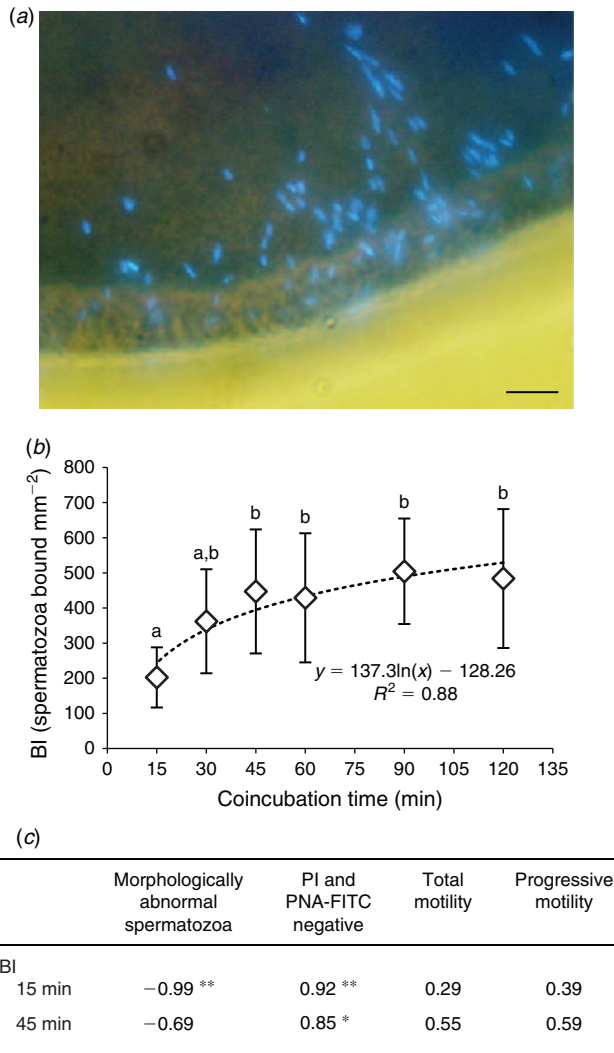 (a)
(b)
BI (spermatozoa bound mm−2)
800
700
600
500
400
300
200
100
0
a
a,b
b
b
b
b
y = 137.3ln(x) − 128.26
R2 = 0.88
0 15 30 45 60 75 90 105 120 135
Coincubation time (min)
(c)
Morphologically abnormal spermatozoa
PI and PNA-FITC negative
Total motility
Progressive motility
BI
15 min −0.99 ** 0.92 ** 0.29 0.39
45 min −0.69 0.85 * 0.55 0.59